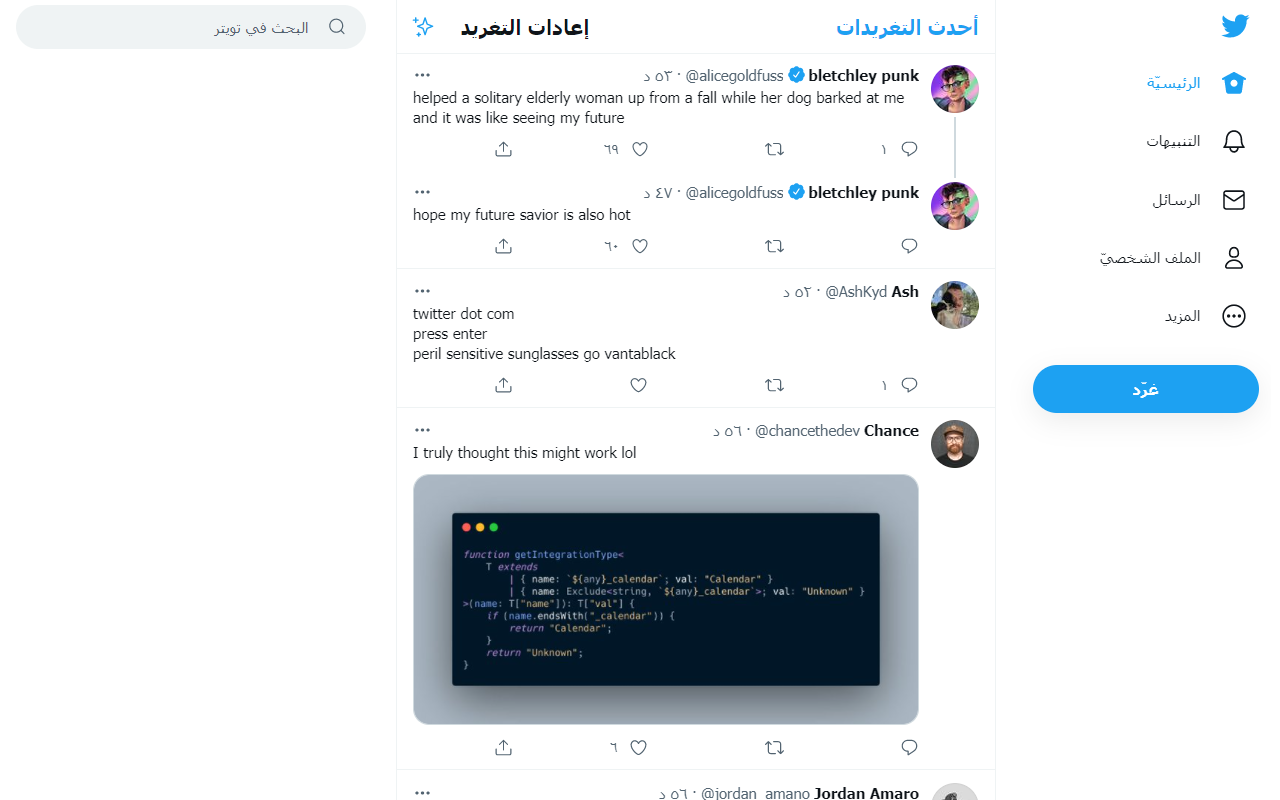 الرئيسيّة
التنبيهات
الرسائل
الملف الشخصيّ
المزيد
غرّد
أحدث التغريدات
إعادات التغريد
البحث في تويتر
bletchley punk @alicegoldfuss · ٥٣ د
helped a solitary elderly woman up from a fall while her dog barked at me
and it was like seeing my future
١
٦٩
bletchley punk @alicegoldfuss · ٤٧ د
hope my future savior is also hot
٦٠
Ash @AshKyd · ٥٢ د
twitter dot com
press enter
peril sensitive sunglasses go vantablack
١
Chance @chancethedev · ٥٦ د
I truly thought this might work lol
function getIntegrationType<
T extends
| { name: `${any}_calendar`; val: "Calendar" }
| { name: Exclude<string, `${any}_calendar`>; val: "Unknown" }
>(name: T["name"]): T["val"] {
if (name.endsWith("_calendar")) {
return "Calendar";
}
return "Unknown";
}
٦
Jordan Amaro @jordan_amano · ٥٦ د